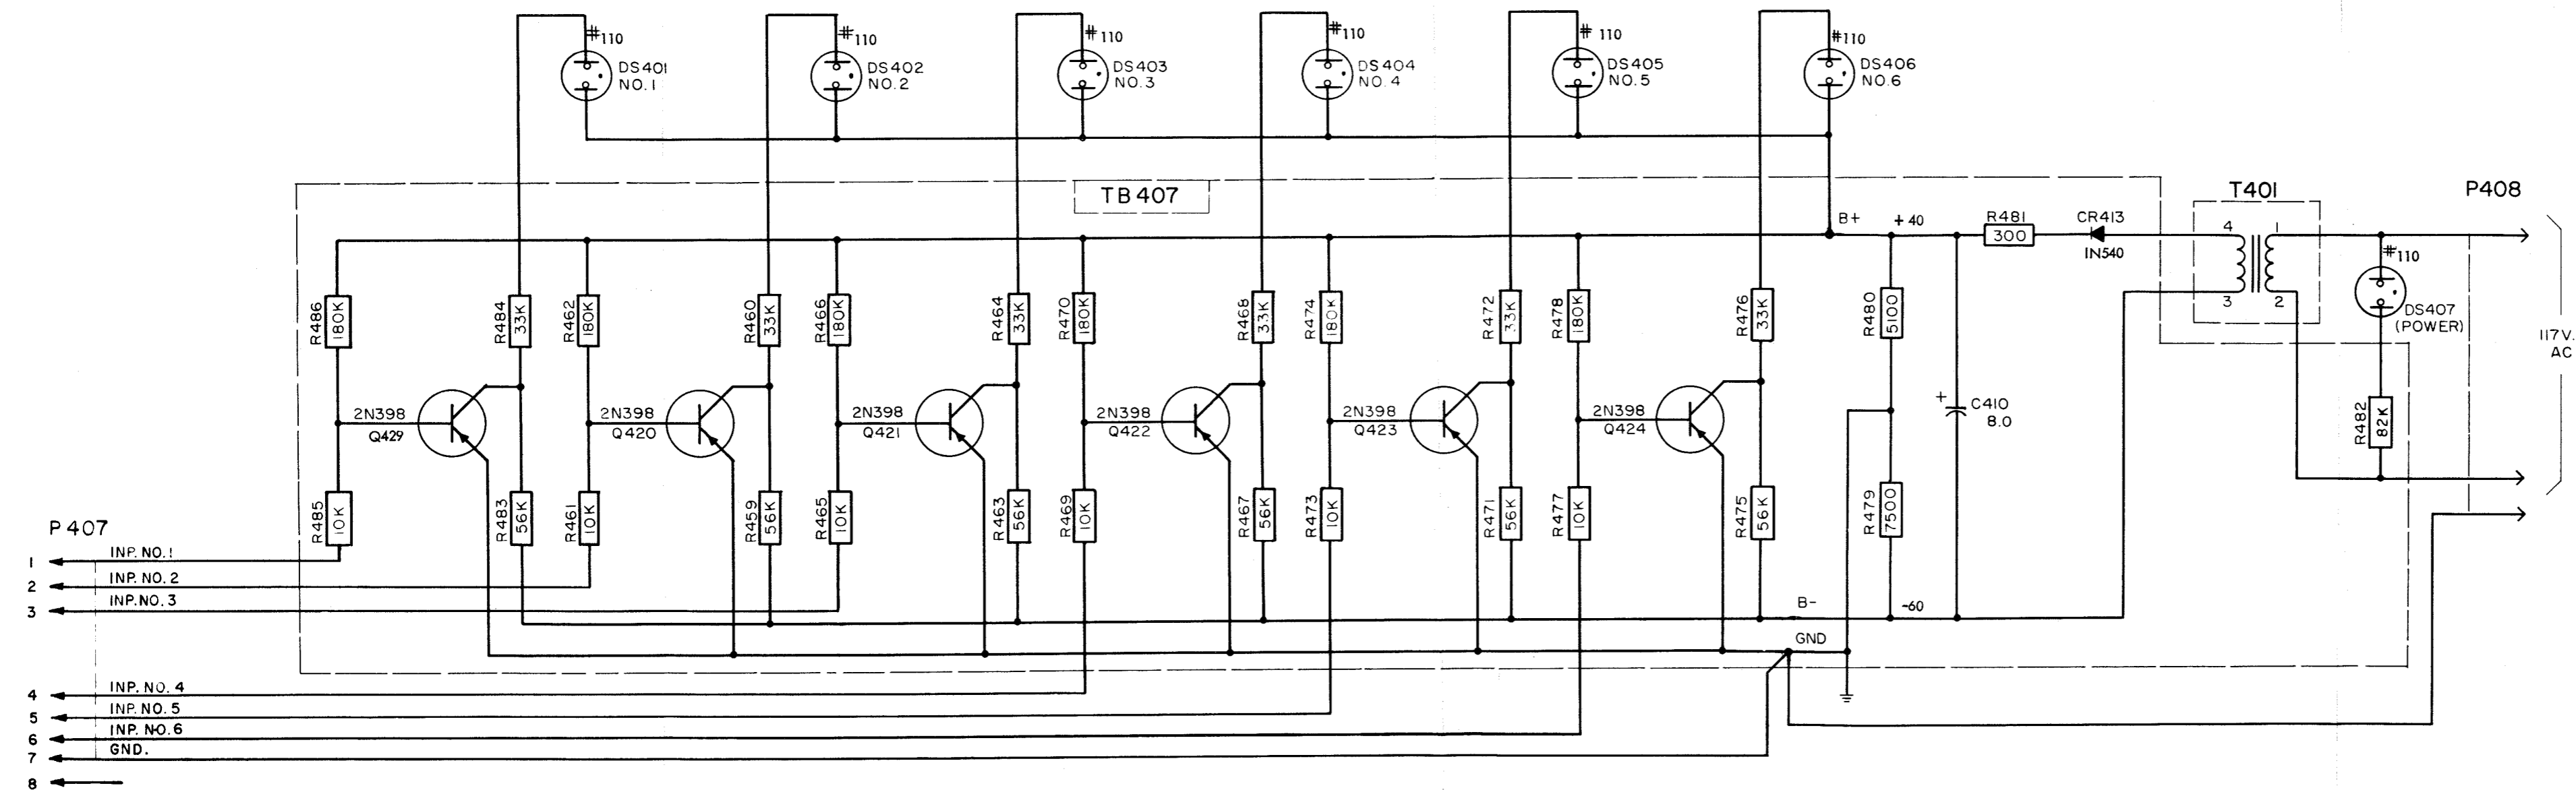 #110
DS401
NO.1
#110
DS402
NO.2
#110
DS403
NO.3
#110
DS404
NO.4
#110
DS405
NO.5
#110
DS406
NO.6
TB407
B+
+40
R481
300
CR413
IN540
T401
4
1
3
2
P408
#110
DS407
(POWER)
117V.
AC
R486
180K
R484
33K
R462
180K
R460
33K
R466
180K
R464
33K
R470
180K
R468
33K
R474
180K
R472
33K
R478
180K
R476
33K
R480
5100
2N398
Q429
2N398
Q420
2N398
Q421
2N398
Q422
2N398
Q423
2N398
Q424
+
C410
8.0
R482
82K
R485
10K
R483
56K
R461
10K
R459
56K
R465
10K
R463
56K
R469
10K
R467
56K
R473
10K
R471
56K
R477
10K
R475
56K
R479
7500
P407
1
INP. NO.1
2
INP. NO.2
3
INP.NO.3
B-
-60
GND
4
INP. NO.4
5
INP. NO.5
6
INP. NO.6
7
GND.
8